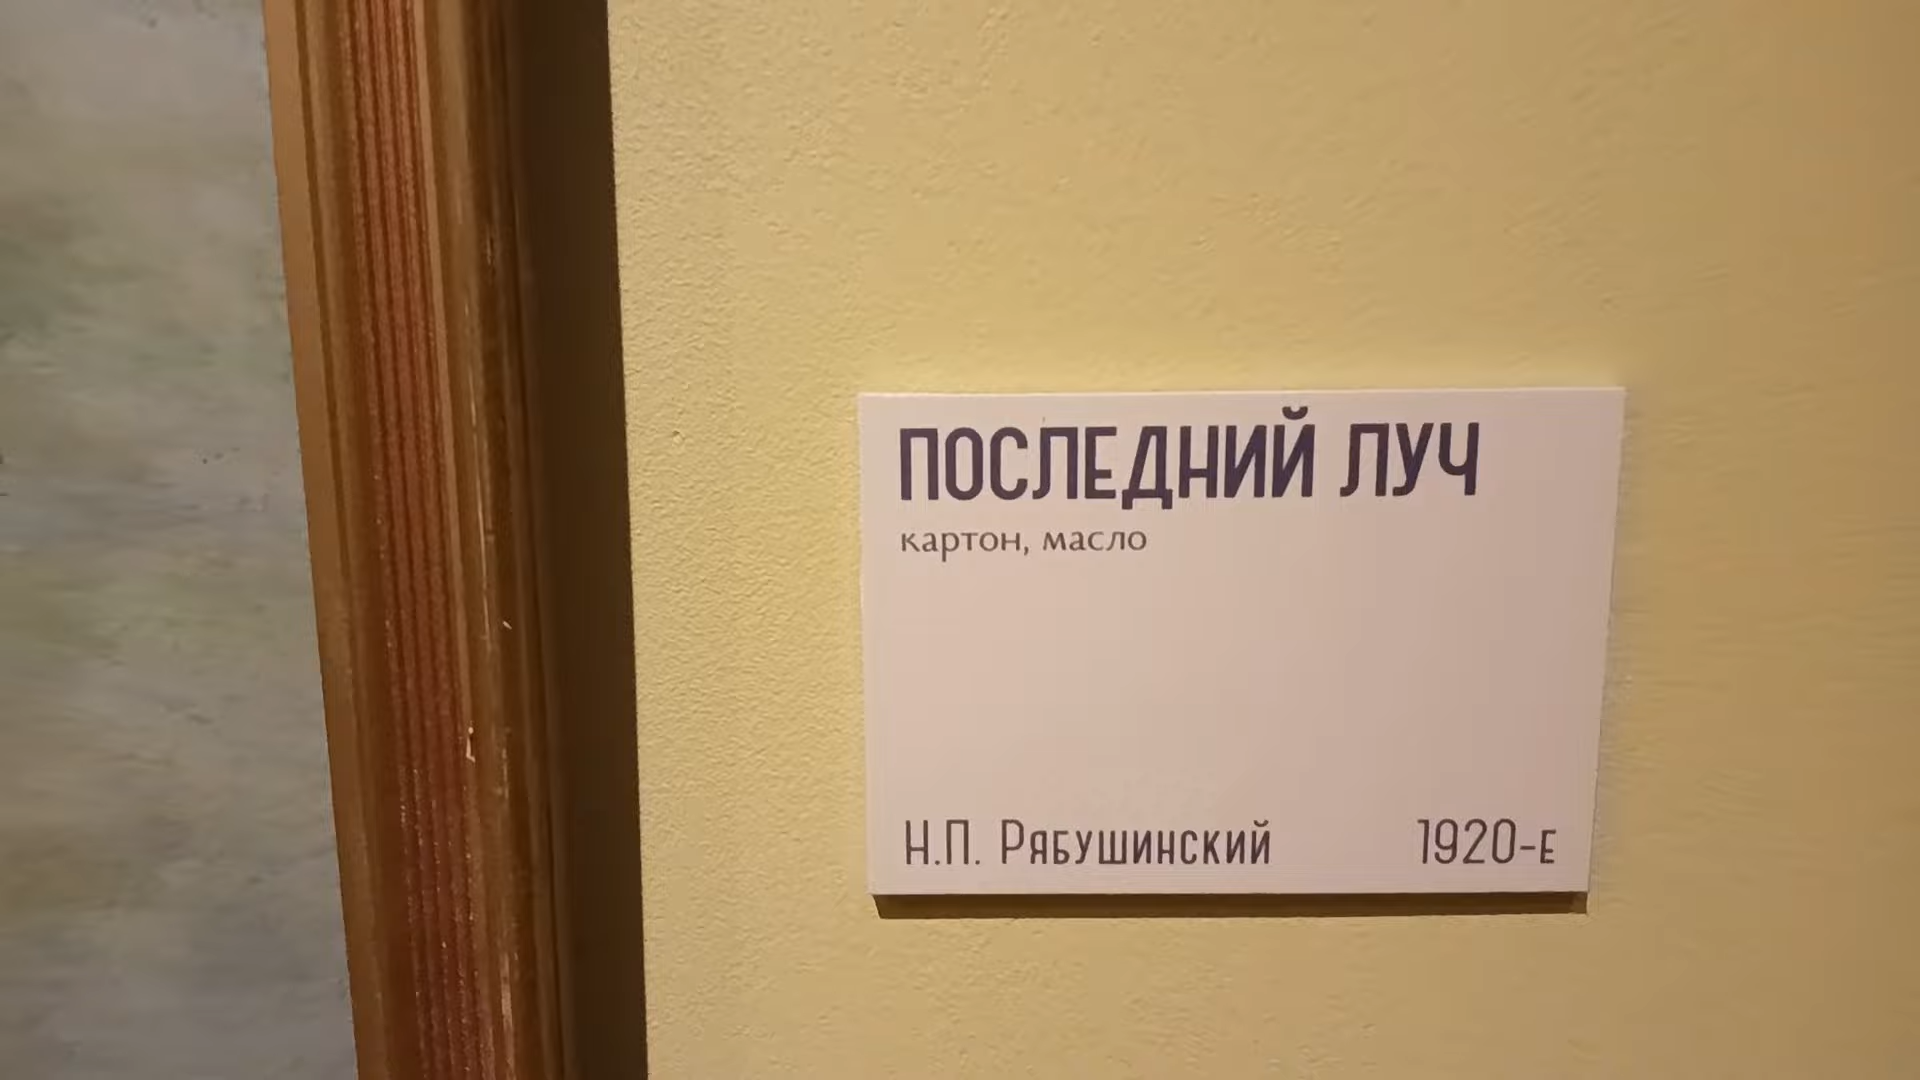 ПОСЛЕДНИЙ ЛУЧ
картон, масло
Н.П. Рябушинский 1920-е